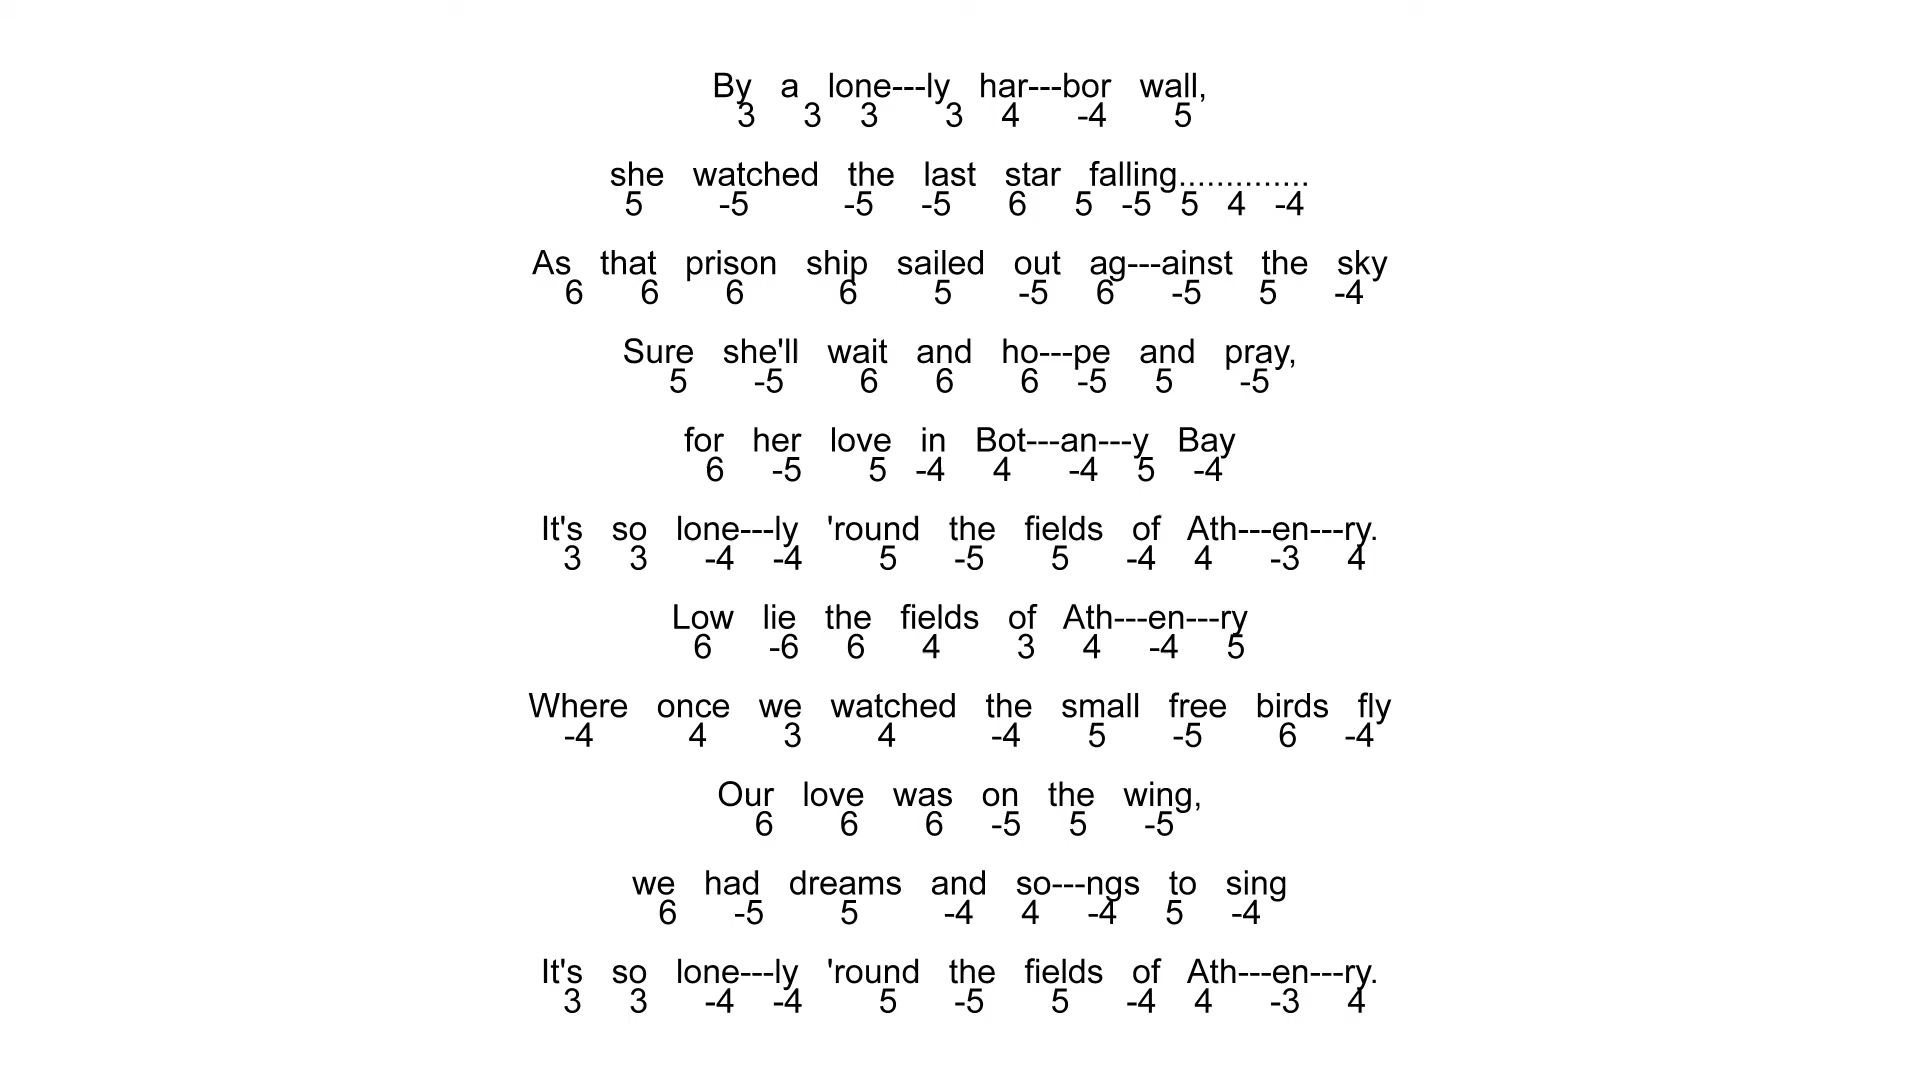 By a lone---ly har---bor wall,
3 3 3 3 4 -4 5
she watched the last star falling..............
5 -5 -5 -5 6 5 -5 5 4 -4
As that prison ship sailed out ag---ainst the sky
6 6 6 6 5 -5 6 -5 5 -4
Sure she'll wait and ho---pe and pray,
5 -5 6 6 6 -5 5 -5
for her love in Bot---an---y Bay
6 -5 5 -4 4 -4 5 -4
It's so lone---ly 'round the fields of Ath---en---ry.
3 3 -4 -4 5 -5 5 -4 4 -3 4
Low lie the fields of Ath---en---ry
6 -6 6 4 3 4 -4 5
Where once we watched the small free birds fly
-4 4 3 4 -4 5 -5 6 -4
Our love was on the wing,
6 6 6 -5 5 -5
we had dreams and so---ngs to sing
6 -5 5 -4 4 -4 5 -4
It's so lone---ly 'round the fields of Ath---en---ry.
3 3 -4 -4 5 -5 5 -4 4 -3 4